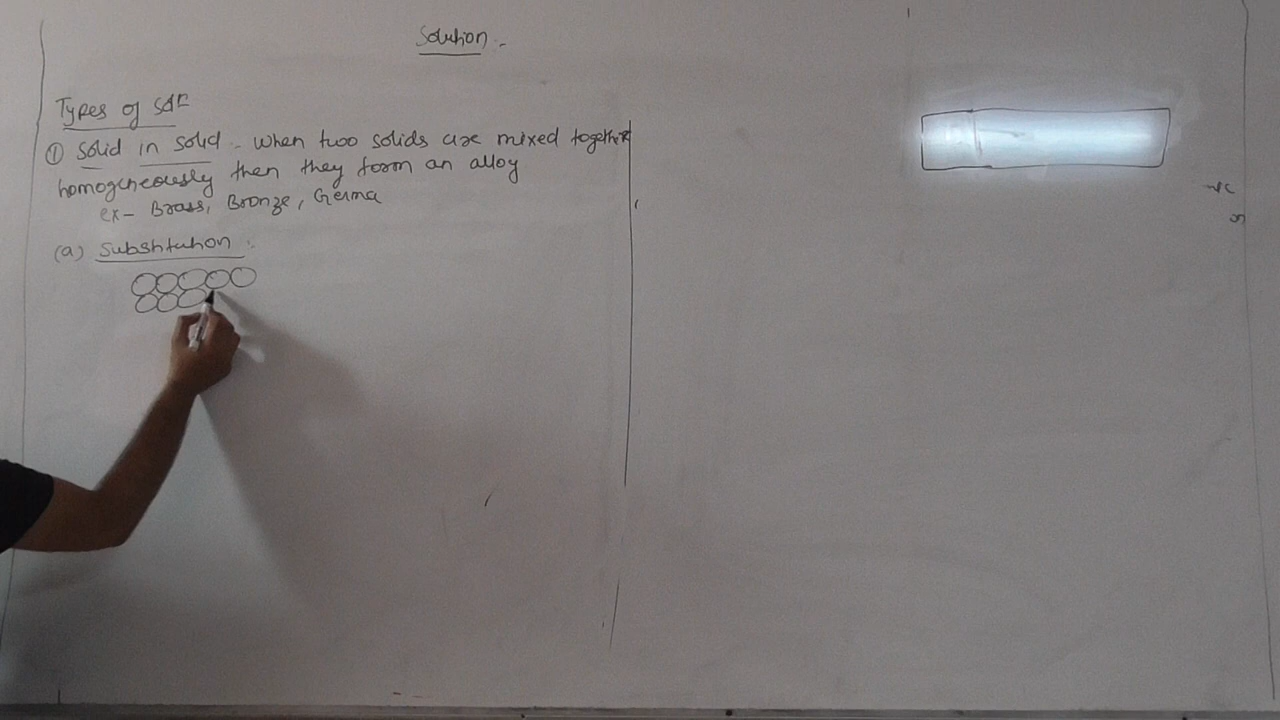 Solution :-
Types of solⁿ
① Solid in solid :- When two solids are mixed together
homogeneously then they form an alloy
ex- Brass, Bronze, Germa
(a) Substitution :